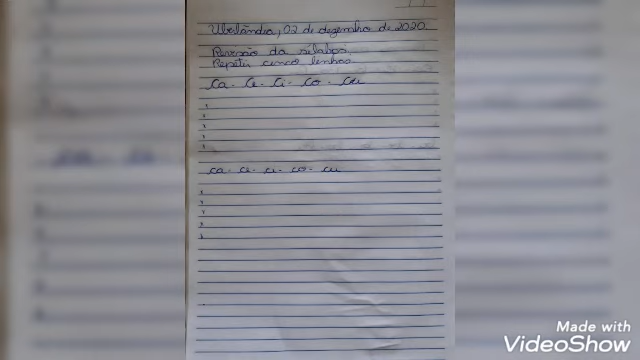 Uberlândia, 02 de dezembro de 2020
Revisão da sílabas.
Repetir cinco linhas
Ca - Ce - Ci - Co - Cu
ca - ce - ci - co - cu
Made with
VideoShow